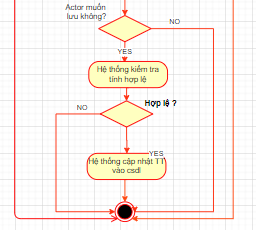 Actor muốn
lưu không?
NO
YES
Hệ thống kiểm tra
tính hợp lệ
NO
Hợp lệ ?
YES
Hệ thống cập nhật TT
vào csdl